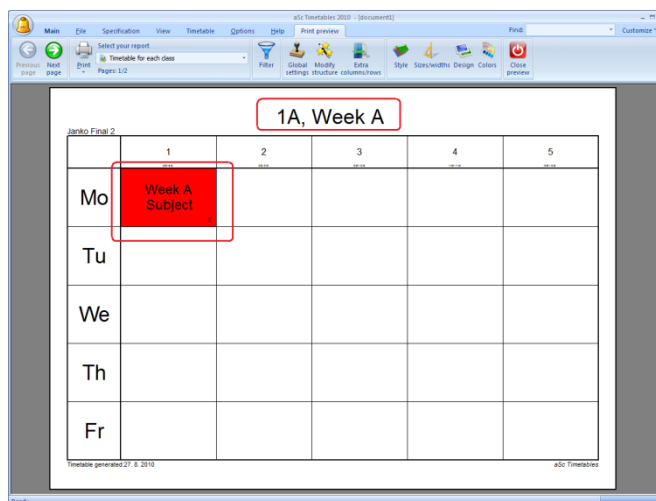 aSc Timetables 2010 - [document1]
Main File Specification View Timetable Options Help Print preview Find: Customize
Select your report
Timetable for each class
Pages: 1/2
Previous page
Next page
Print
Filter
Global settings
Modify structure
Extra columns/rows
Style
Sizes/widths
Design
Colors
Close preview
1A, Week A
Janko Final 2
1 2 3 4 5
Mo
Week A
Subject
Tu
We
Th
Fr
Timetable generated:27. 8. 2010
aSc Timetables